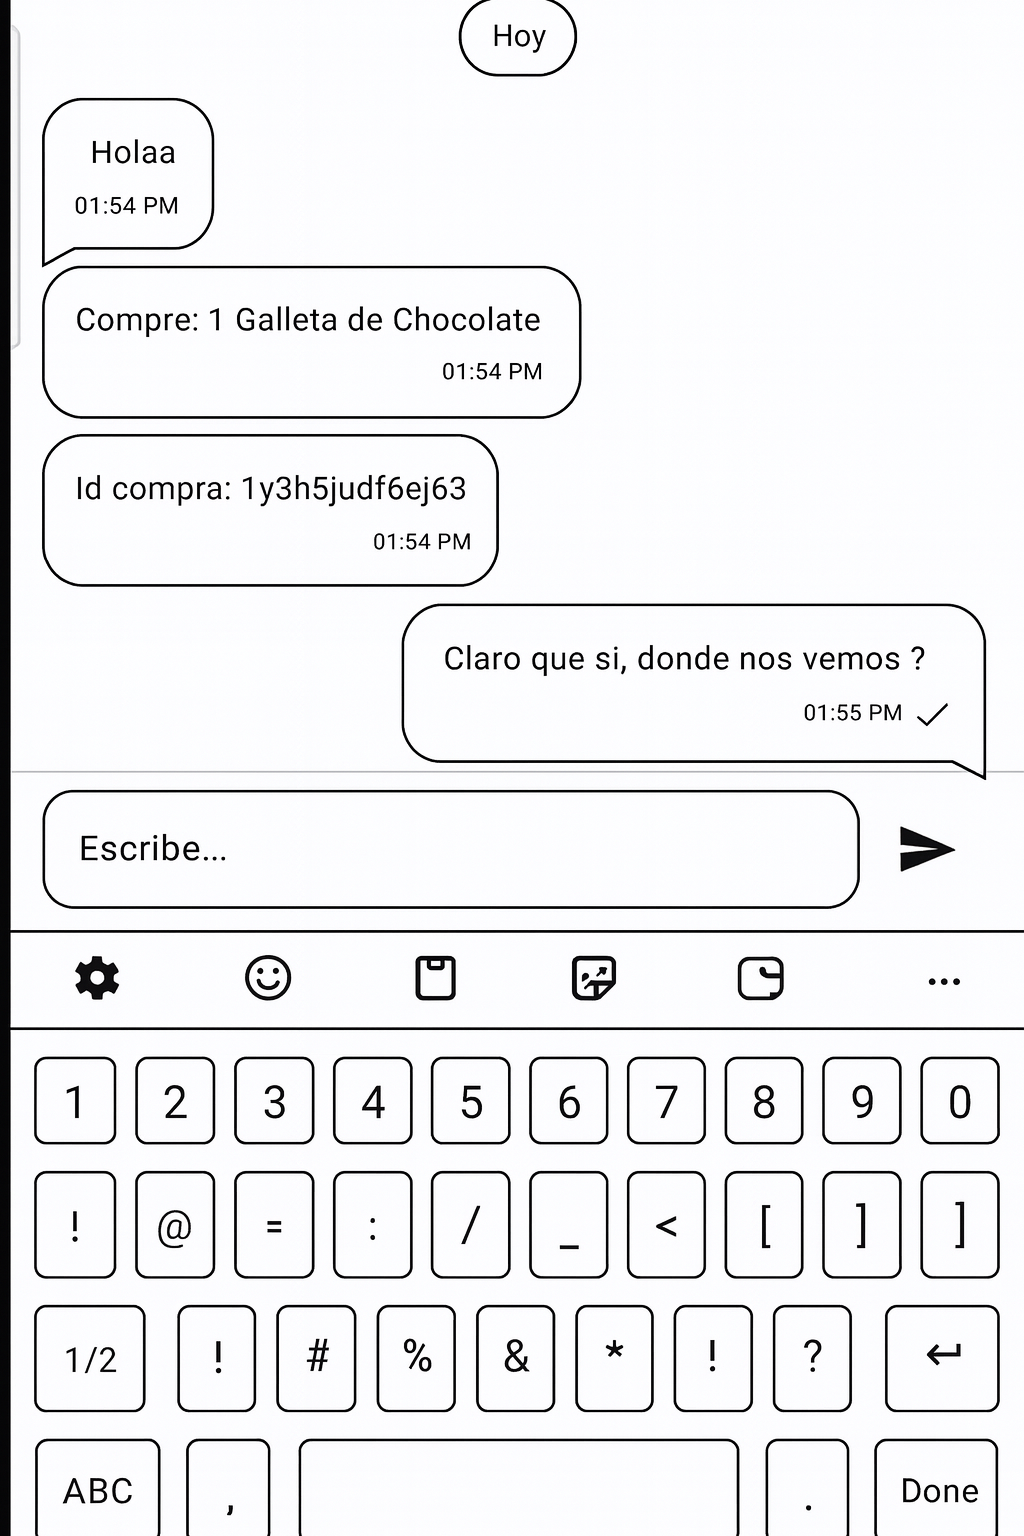 Hoy
Holaa
01:54 PM
Compre: 1 Galleta de Chocolate
01:54 PM
Id compra: 1y3h5judf6ej63
01:54 PM
Claro que si, donde nos vemos ?
01:55 PM
Escribe...
1 2 3 4 5 6 7 8 9 0
! @ = : / _ < [ ] ]
1/2 ! # % & * ! ?
ABC , . Done